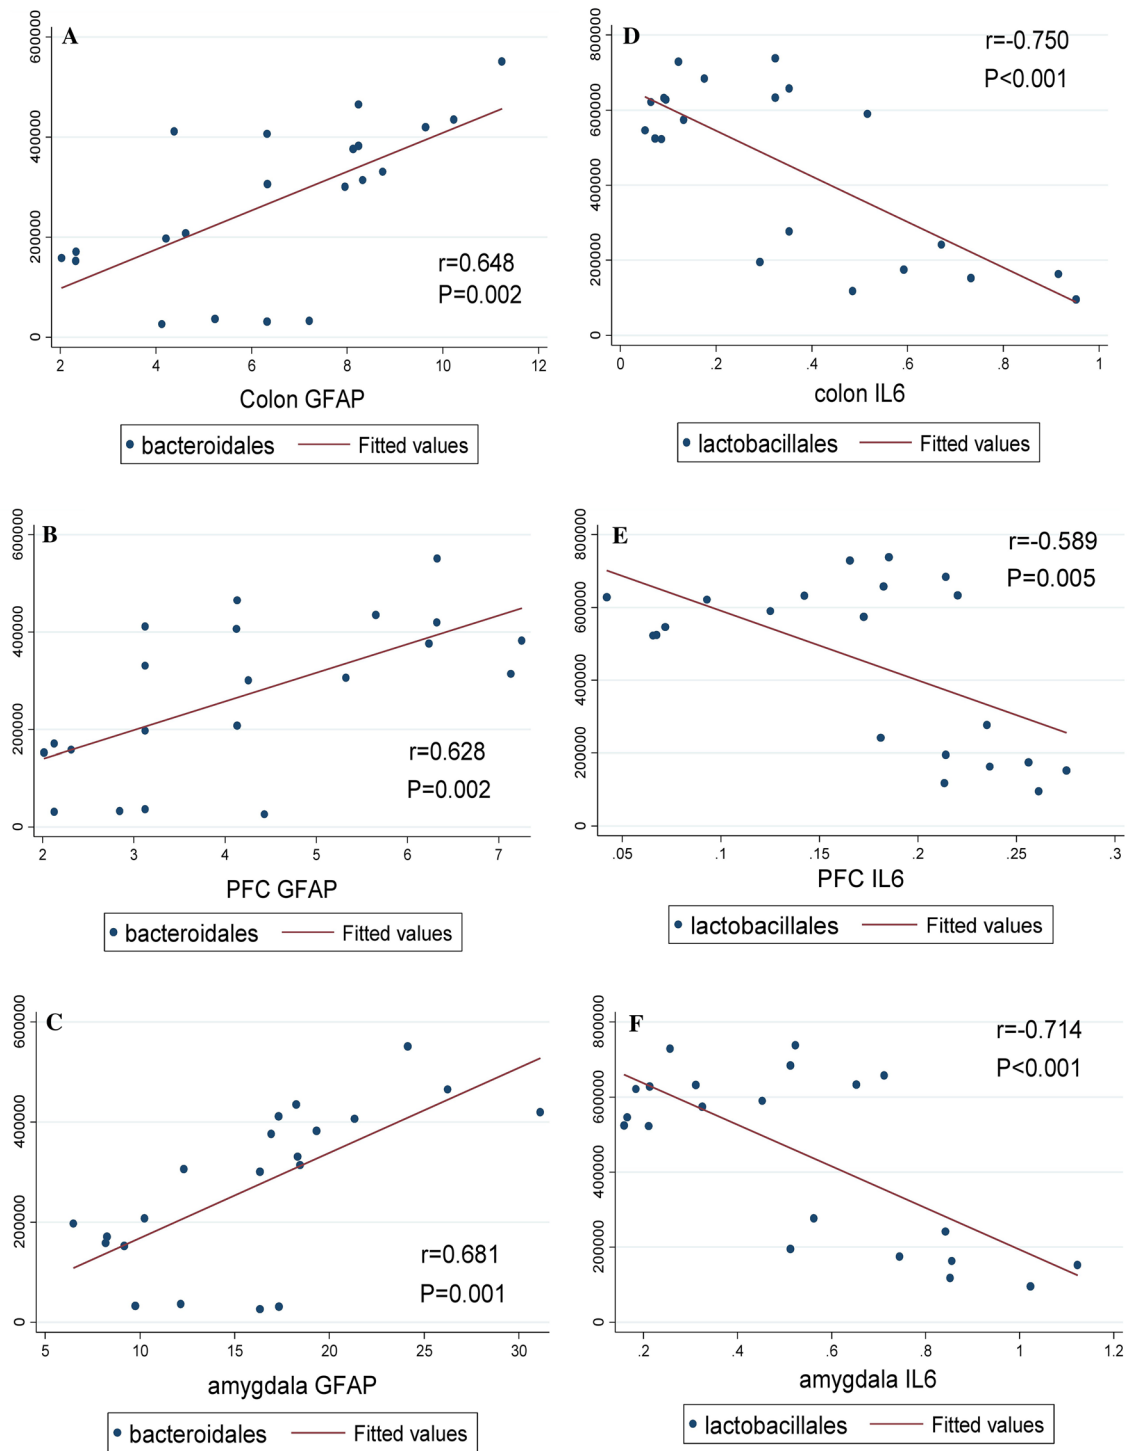 A
600000
400000
200000
0
2 4 6 8 10 12
r=0.648
P=0.002
Colon GFAP
bacteroidales Fitted values
D
800000
600000
400000
200000
0
0 .2 .4 .6 .8 1
r=-0.750
P<0.001
colon IL6
lactobacillales Fitted values
B
600000
400000
200000
0
2 3 4 5 6 7
r=0.628
P=0.002
PFC GFAP
bacteroidales Fitted values
E
800000
600000
400000
200000
0
.05 .1 .15 .2 .25 .3
r=-0.589
P=0.005
PFC IL6
lactobacillales Fitted values
C
600000
400000
200000
0
5 10 15 20 25 30
r=0.681
P=0.001
amygdala GFAP
bacteroidales Fitted values
F
800000
600000
400000
200000
0
.2 .4 .6 .8 1 1.2
r=-0.714
P<0.001
amygdala IL6
lactobacillales Fitted values